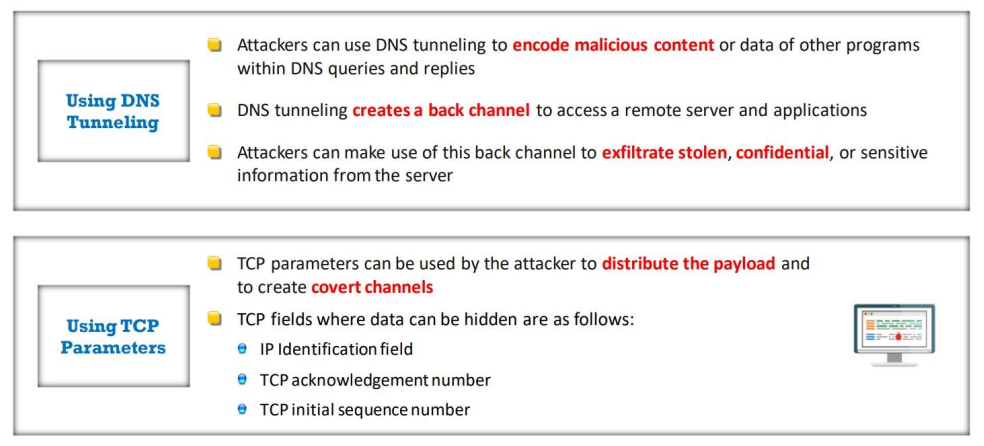 Using DNS
Tunneling
Attackers can use DNS tunneling to encode malicious content or data of other programs
within DNS queries and replies
DNS tunneling creates a back channel to access a remote server and applications
Attackers can make use of this back channel to exfiltrate stolen, confidential, or sensitive
information from the server
Using TCP
Parameters
TCP parameters can be used by the attacker to distribute the payload and
to create covert channels
TCP fields where data can be hidden are as follows:
IP Identification field
TCP acknowledgement number
TCP initial sequence number